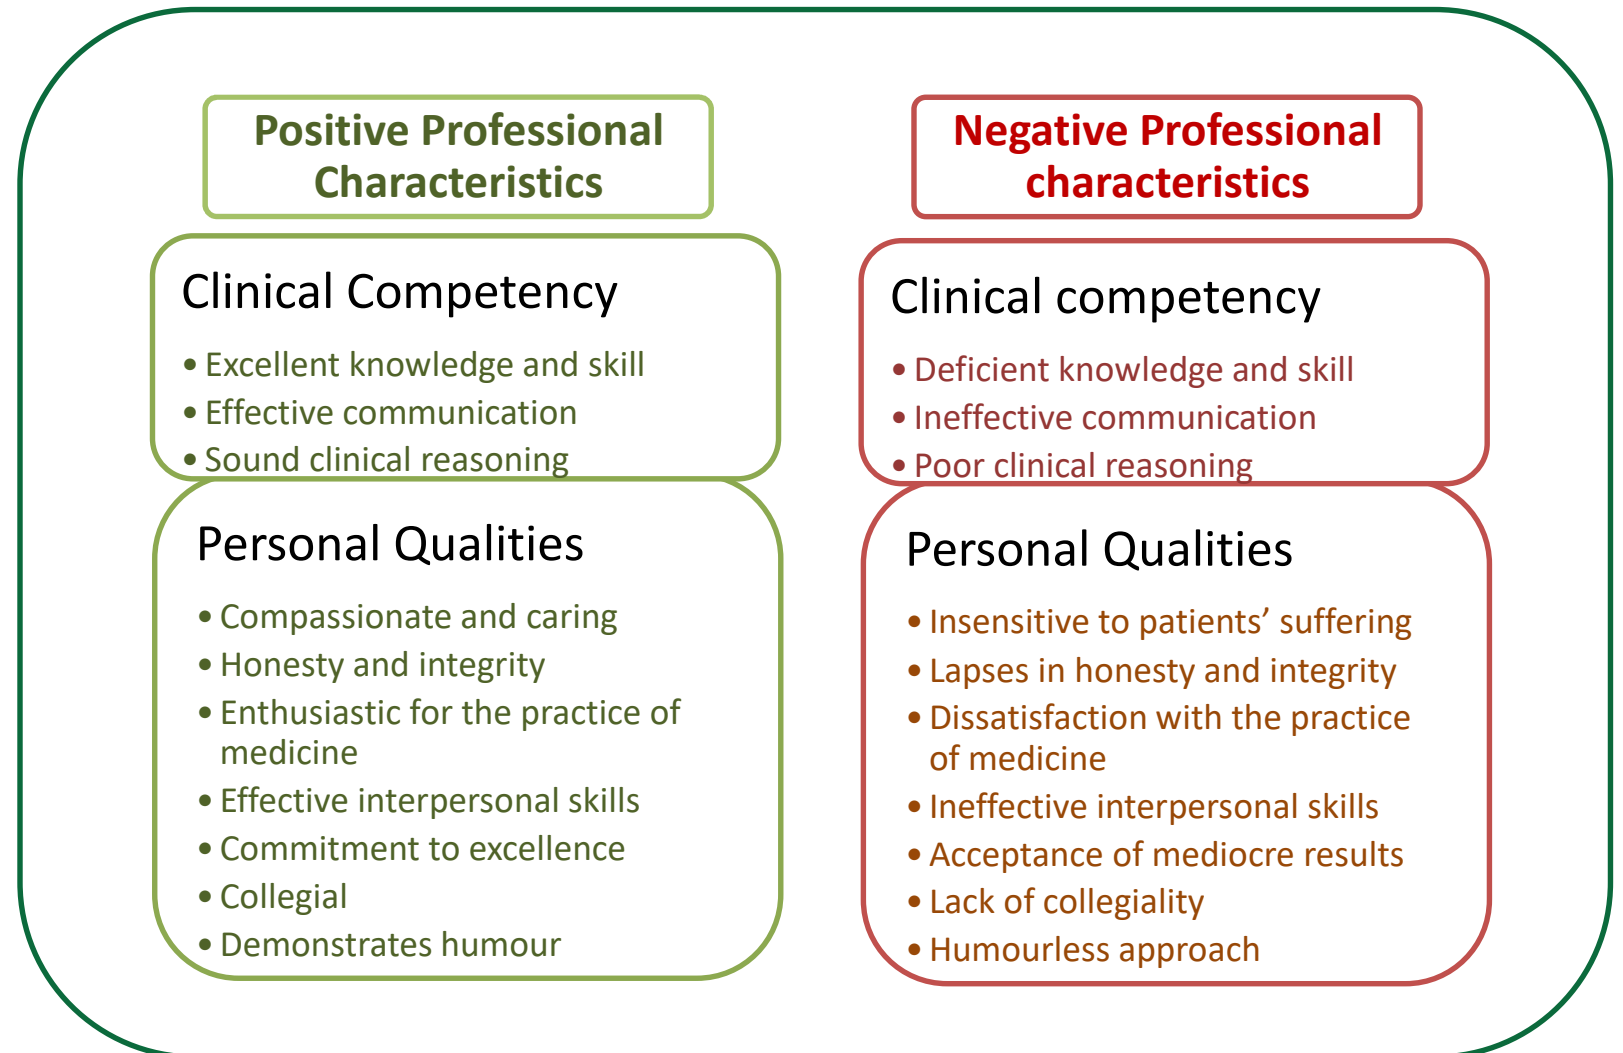 Positive Professional
Characteristics
Clinical Competency
• Excellent knowledge and skill
• Effective communication
• Sound clinical reasoning
Personal Qualities
• Compassionate and caring
• Honesty and integrity
• Enthusiastic for the practice of
medicine
• Effective interpersonal skills
• Commitment to excellence
• Collegial
• Demonstrates humour
Negative Professional
characteristics
Clinical competency
• Deficient knowledge and skill
• Ineffective communication
• Poor clinical reasoning
Personal Qualities
• Insensitive to patients’ suffering
• Lapses in honesty and integrity
• Dissatisfaction with the practice
of medicine
• Ineffective interpersonal skills
• Acceptance of mediocre results
• Lack of collegiality
• Humourless approach